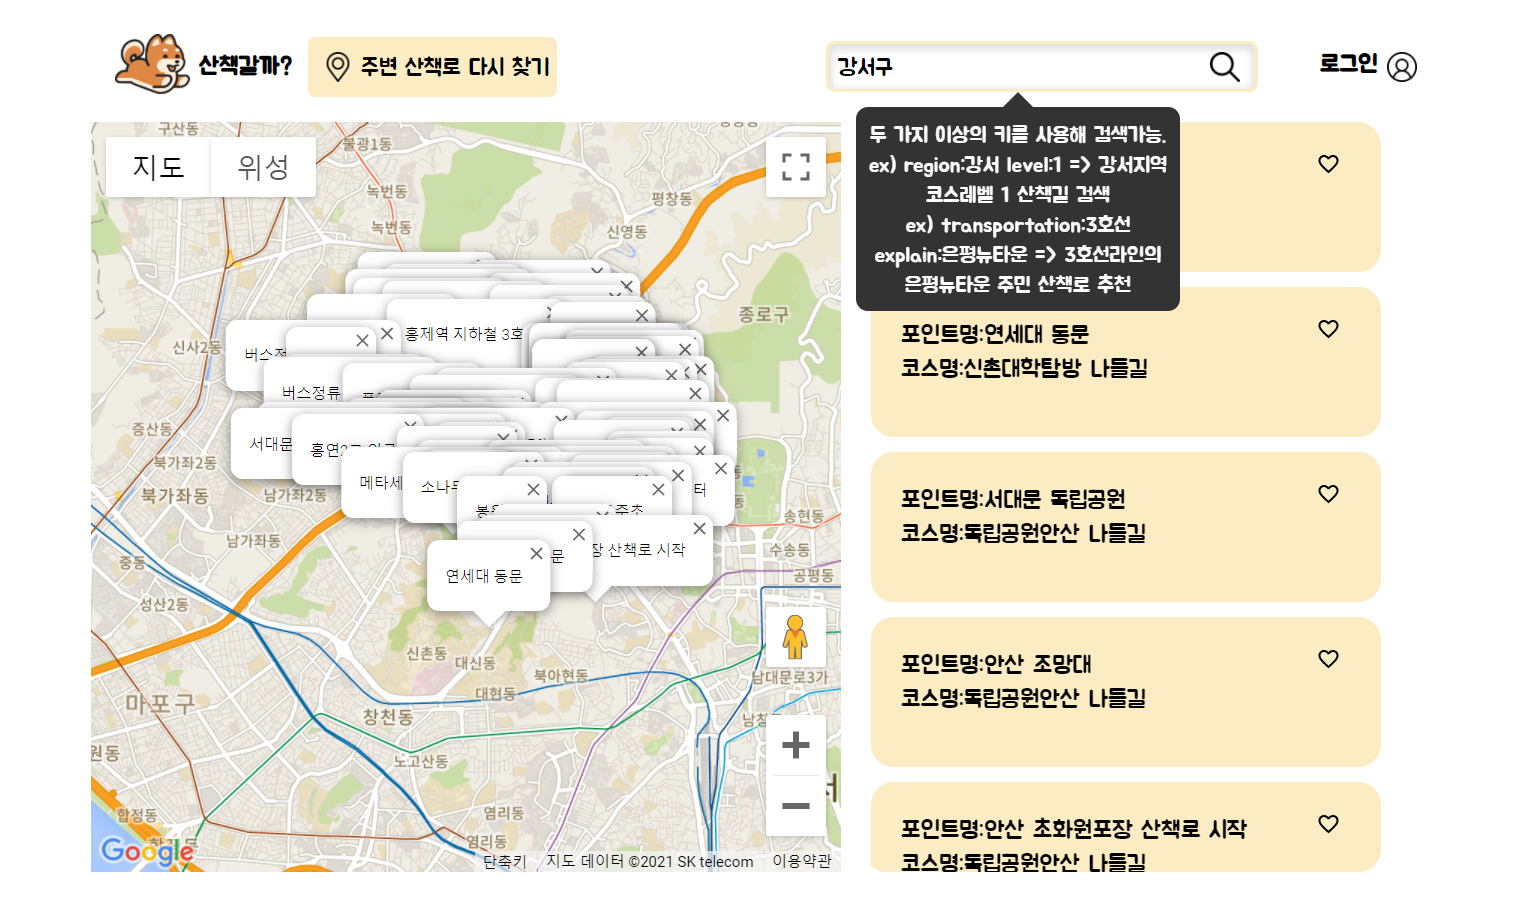 산책갈까?
주변 산책로 다시 찾기
강서구
로그인
두 가지 이상의 키를 사용해 검색가능.
ex) region:강서 level:1 => 강서지역
코스레벨 1 산책길 검색
ex) transportation:3호선
explain:은평뉴타운 => 3호선라인의
은평뉴타운 주민 산책로 추천
지도
위성
구산동
불광1동
녹번동
녹번동
평창동
신영동
종로구
신사2동
홍제역 지하철 3호
버스정
버스정류
증산동
서대문
북가좌2동
북가좌동
남가좌2동
메타세
소나무
터
송현동
남가좌동
수송동
중동
장 산책로 시작
문
연세대 동문
공평동
성산2동
신촌동
대신동
북아현동
대현동
남대문로3가
마포구
창천동
남창동
노고산동
염리동
합정동
염리동
Google
단축키
지도 데이터 ©2021 SK telecom
이용약관
포인트명:연세대 동문
코스명:신촌대학탐방 나들길
포인트명:서대문 독립공원
코스명:독립공원안산 나들길
포인트명:안산 조망대
코스명:독립공원안산 나들길
포인트명:안산 초화원포장 산책로 시작
코스명:독립공원안산 나들길